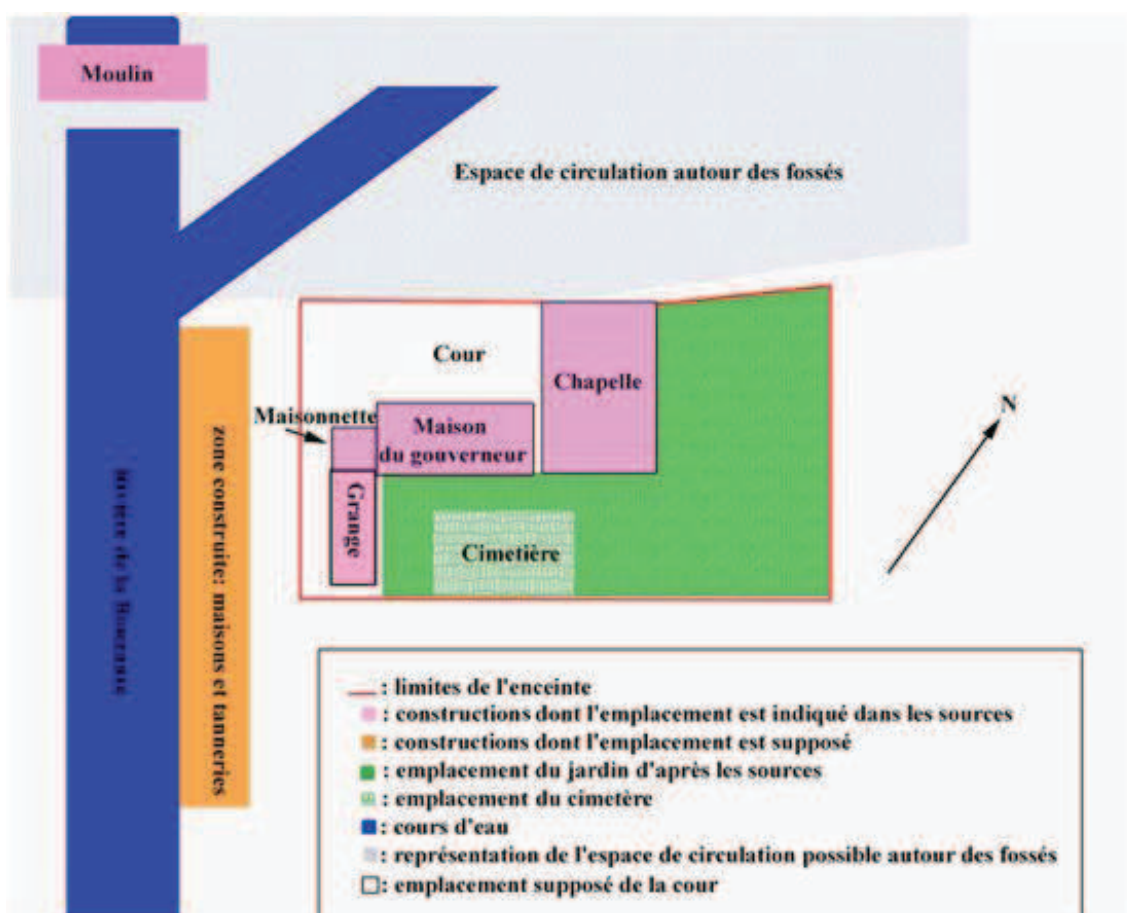 Moulin
Espace de circulation autour des fossés
Cour
Chapelle
Maisonnette
Maison
du gouverneur
Grange
Cimetière
N
zone construite: maisons et tanneries
Rivière de la
: limites de l'enceinte
: constructions dont l'emplacement est indiqué dans les sources
: constructions dont l'emplacement est supposé
: emplacement du jardin d'après les sources
: emplacement du cimetère
: cours d'eau
: représentation de l'espace de circulation possible autour des fossés
: emplacement supposé de la cour